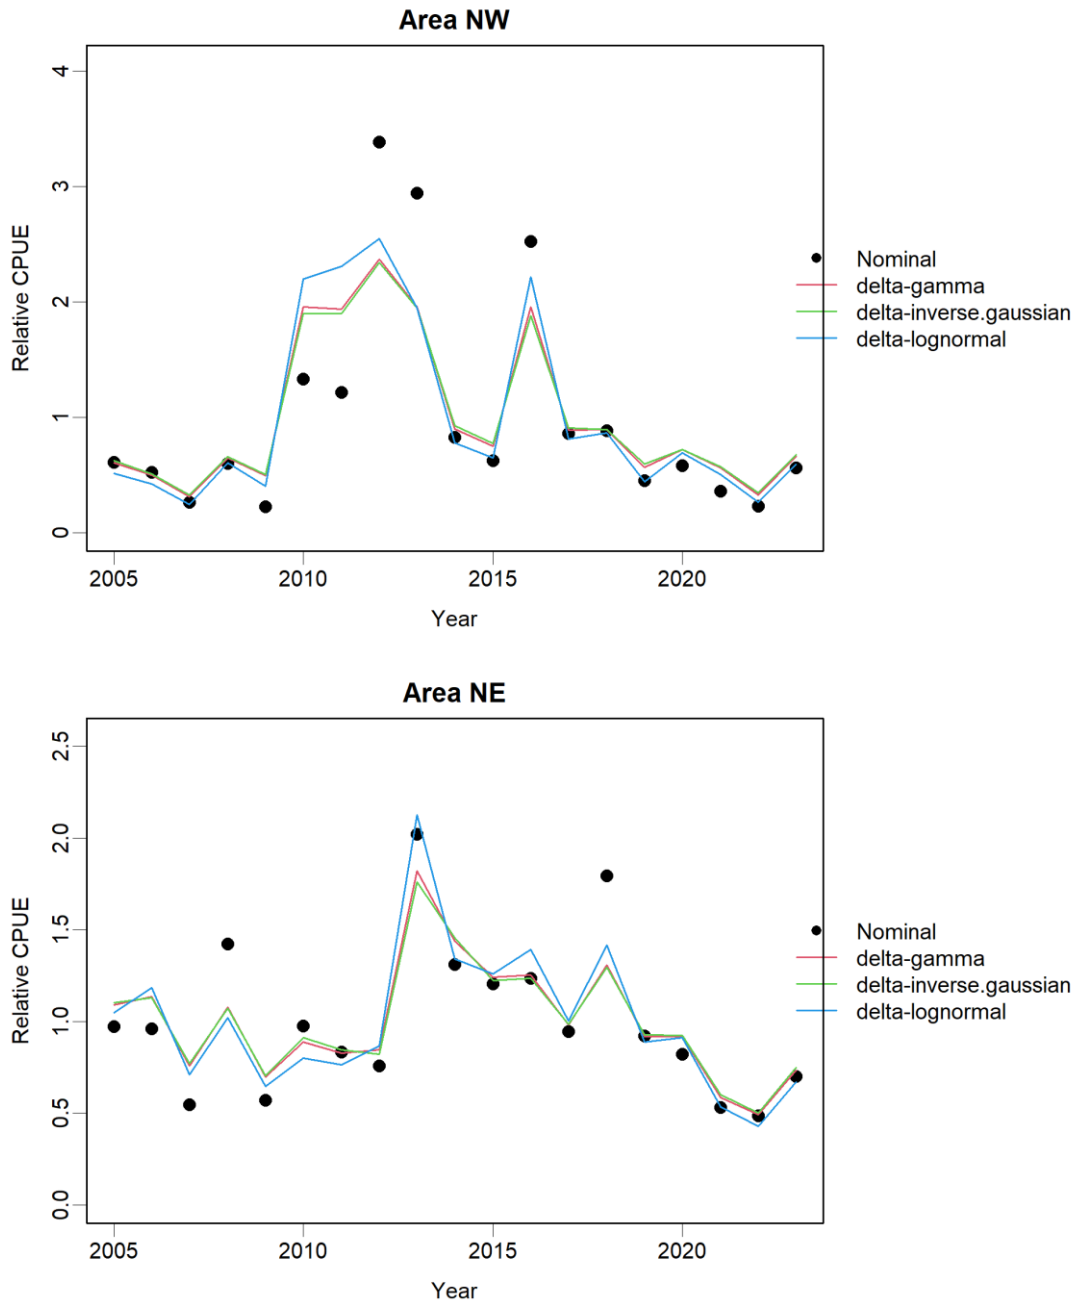 Area NW
4
3
2
1
0
Relative CPUE
2005 2010 2015 2020
Year
Nominal
delta-gamma
delta-inverse.gaussian
delta-lognormal
Area NE
2.5
2.0
1.5
1.0
0.5
0.0
Relative CPUE
2005 2010 2015 2020
Year
Nominal
delta-gamma
delta-inverse.gaussian
delta-lognormal